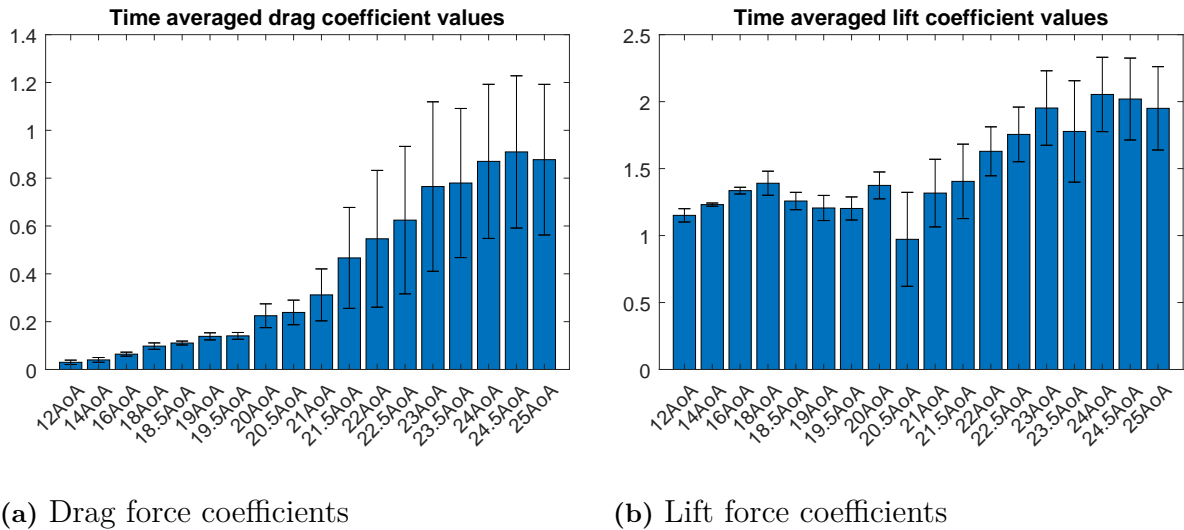 Time averaged drag coefficient values
1.4
1.2
1
0.8
0.6
0.4
0.2
0
12AoA
14AoA
16AoA
18AoA
18.5AoA
19AoA
19.5AoA
20AoA
20.5AoA
21AoA
21.5AoA
22AoA
22.5AoA
23AoA
23.5AoA
24AoA
24.5AoA
25AoA
(a) Drag force coefficients
Time averaged lift coefficient values
2.5
2
1.5
1
0.5
0
12AoA
14AoA
16AoA
18AoA
18.5AoA
19AoA
19.5AoA
20AoA
20.5AoA
21AoA
21.5AoA
22AoA
22.5AoA
23AoA
23.5AoA
24AoA
24.5AoA
25AoA
(b) Lift force coefficients